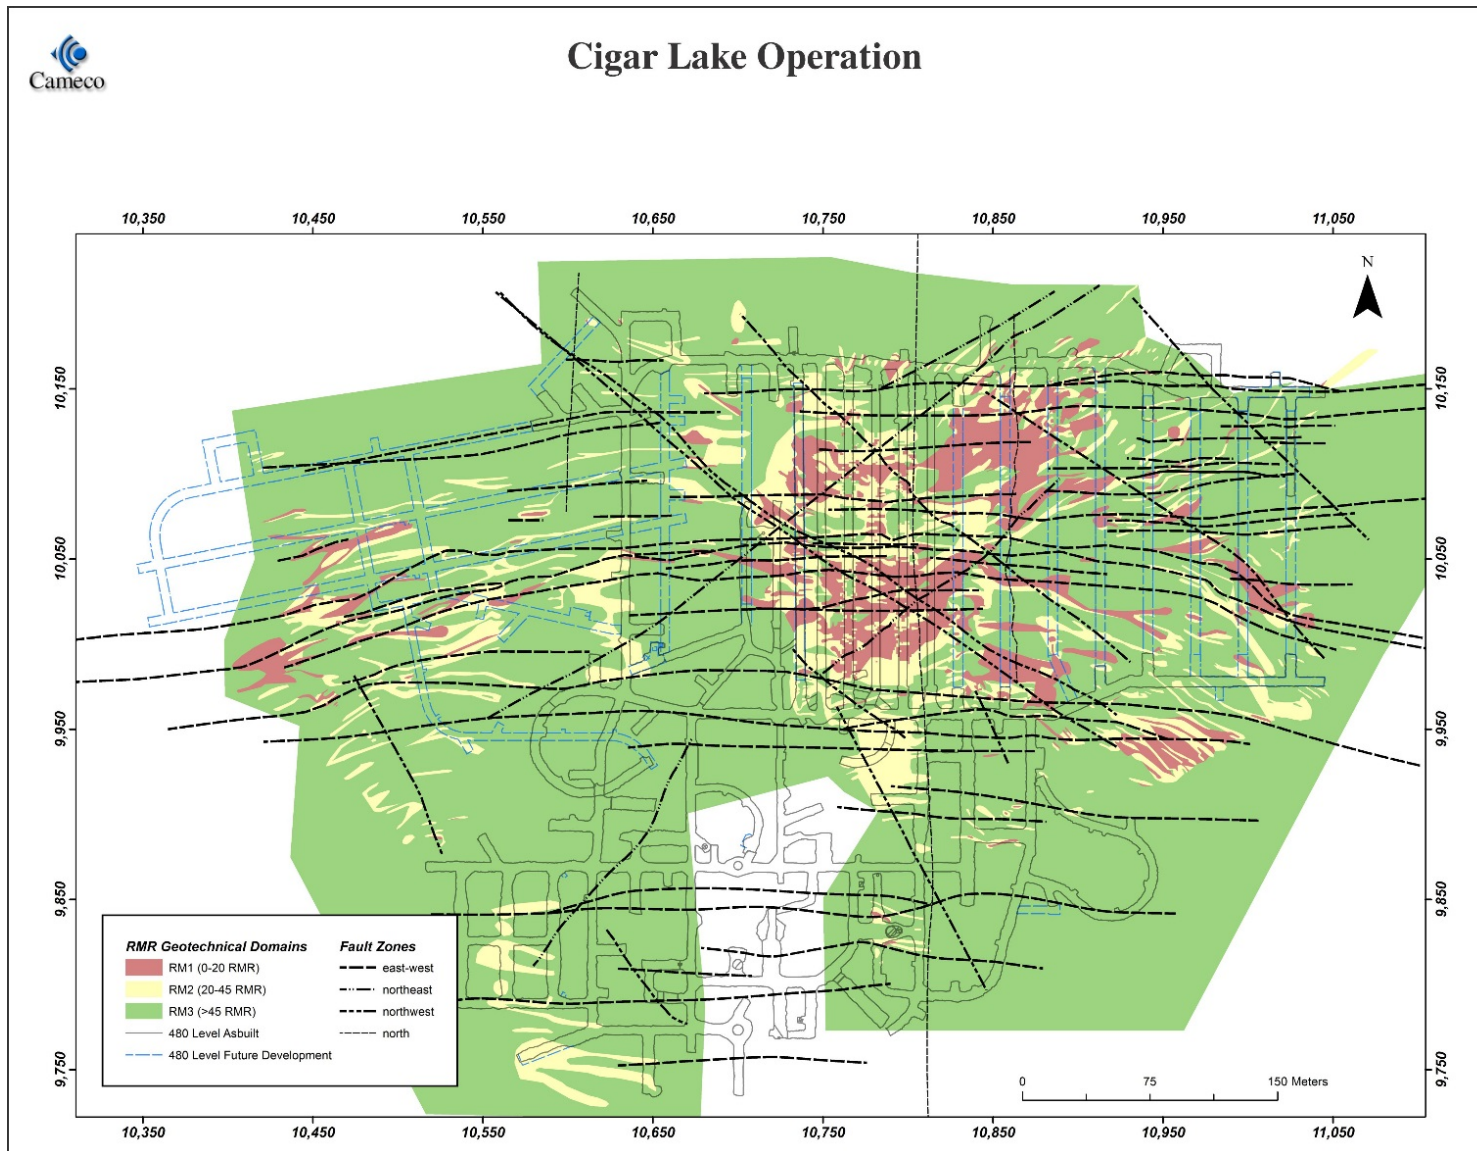 Cigar Lake Operation
Cameco
10,350 10,450 10,550 10,650 10,750 10,850 10,950 11,050
N
10,150 10,150
10,050 10,050
9,950 9,950
9,850 9,850
9,750 9,750
RMR Geotechnical Domains
RM1 (0-20 RMR)
RM2 (20-45 RMR)
RM3 (>45 RMR)
480 Level Asbuilt
480 Level Future Development
Fault Zones
east-west
northeast
northwest
north
0 75 150 Meters
10,350 10,450 10,550 10,650 10,750 10,850 10,950 11,050